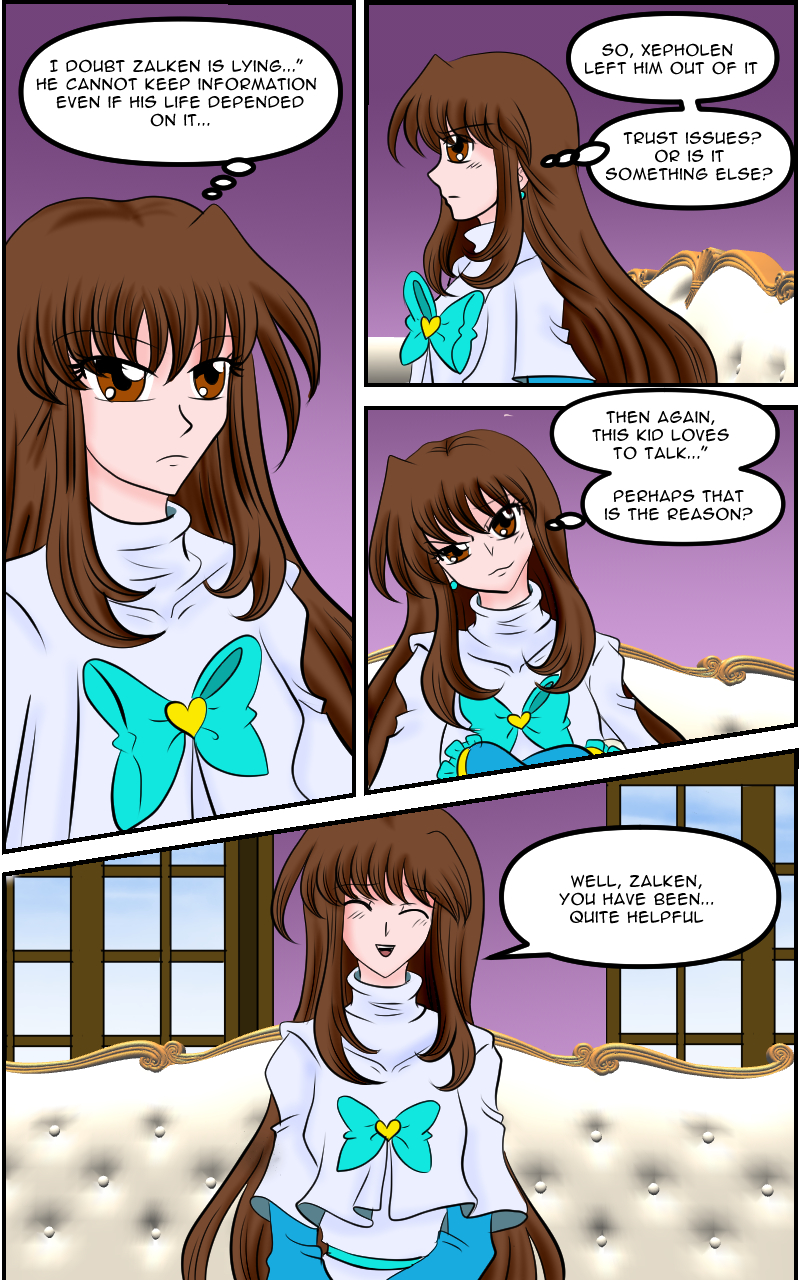 I DOUBT ZALKEN IS LYING..."
HE CANNOT KEEP INFORMATION
EVEN IF HIS LIFE DEPENDED
ON IT...
SO, XEPHOLEN
LEFT HIM OUT OF IT
TRUST ISSUES?
OR IS IT
SOMETHING ELSE?
THEN AGAIN,
THIS KID LOVES
TO TALK..."
PERHAPS THAT
IS THE REASON?
WELL, ZALKEN,
YOU HAVE BEEN...
QUITE HELPFUL